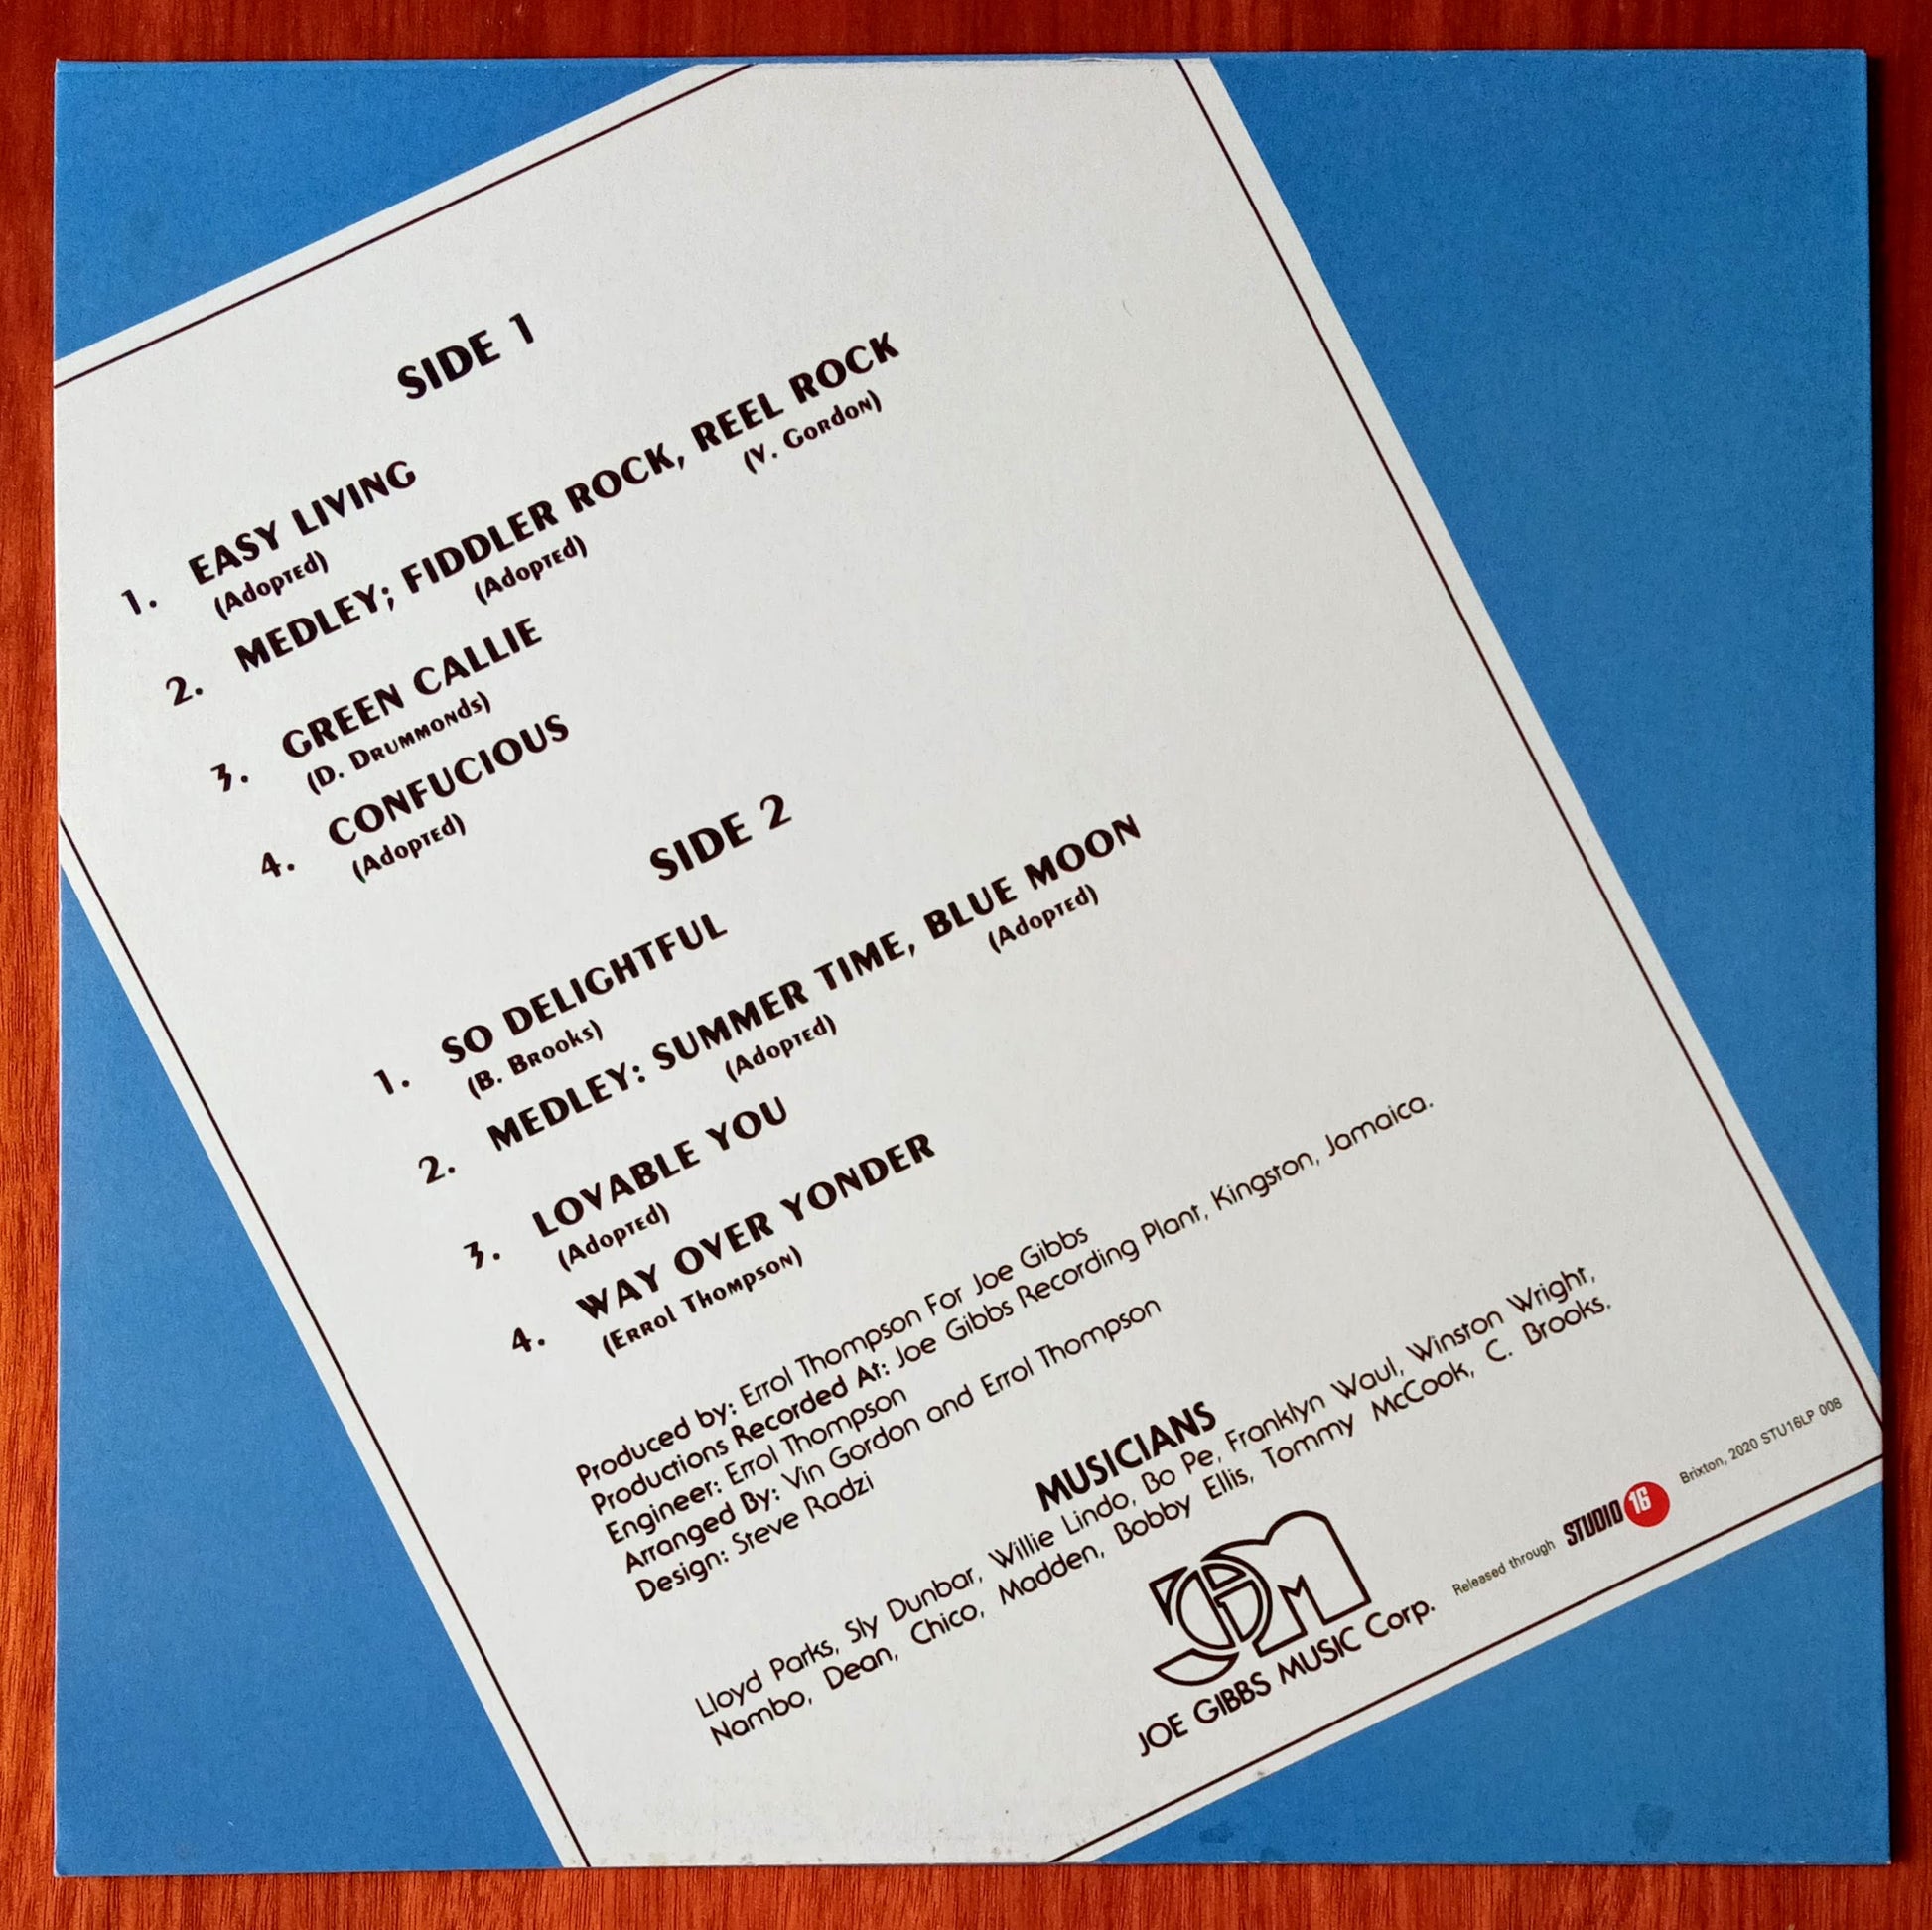 SIDE 1
1. EASY LIVING
(Adopted)
2. MEDLEY; FIDDLER ROCK, REEL ROCK
(Adopted) (V. Gordon)
3. GREEN CALLIE
(D. Drummonds)
4. CONFUCIOUS
(Adopted)
SIDE 2
1. SO DELIGHTFUL
(B. Brooks)
2. MEDLEY: SUMMER TIME, BLUE MOON
(Adopted) (Adopted)
3. LOVABLE YOU
(Adopted)
4. WAY OVER YONDER
(Errol Thompson)
Produced by: Errol Thompson For Joe Gibbs
Productions Recorded At: Joe Gibbs Recording Plant, Kingston, Jamaica.
Engineer: Errol Thompson
Arranged By: Vin Gordon and Errol Thompson
Design: Steve Radzi
MUSICIANS
Lloyd Parks, Sly Dunbar, Willie Lindo, Bo Pe, Franklyn Waul, Winston Wright,
Nambo, Dean, Chico, Madden, Bobby Ellis, Tommy McCook, C. Brooks.
JGM
JOE GIBBS MUSIC Corp.
Released through STUDIO 16
Brixton, 2020 STU16LP 008